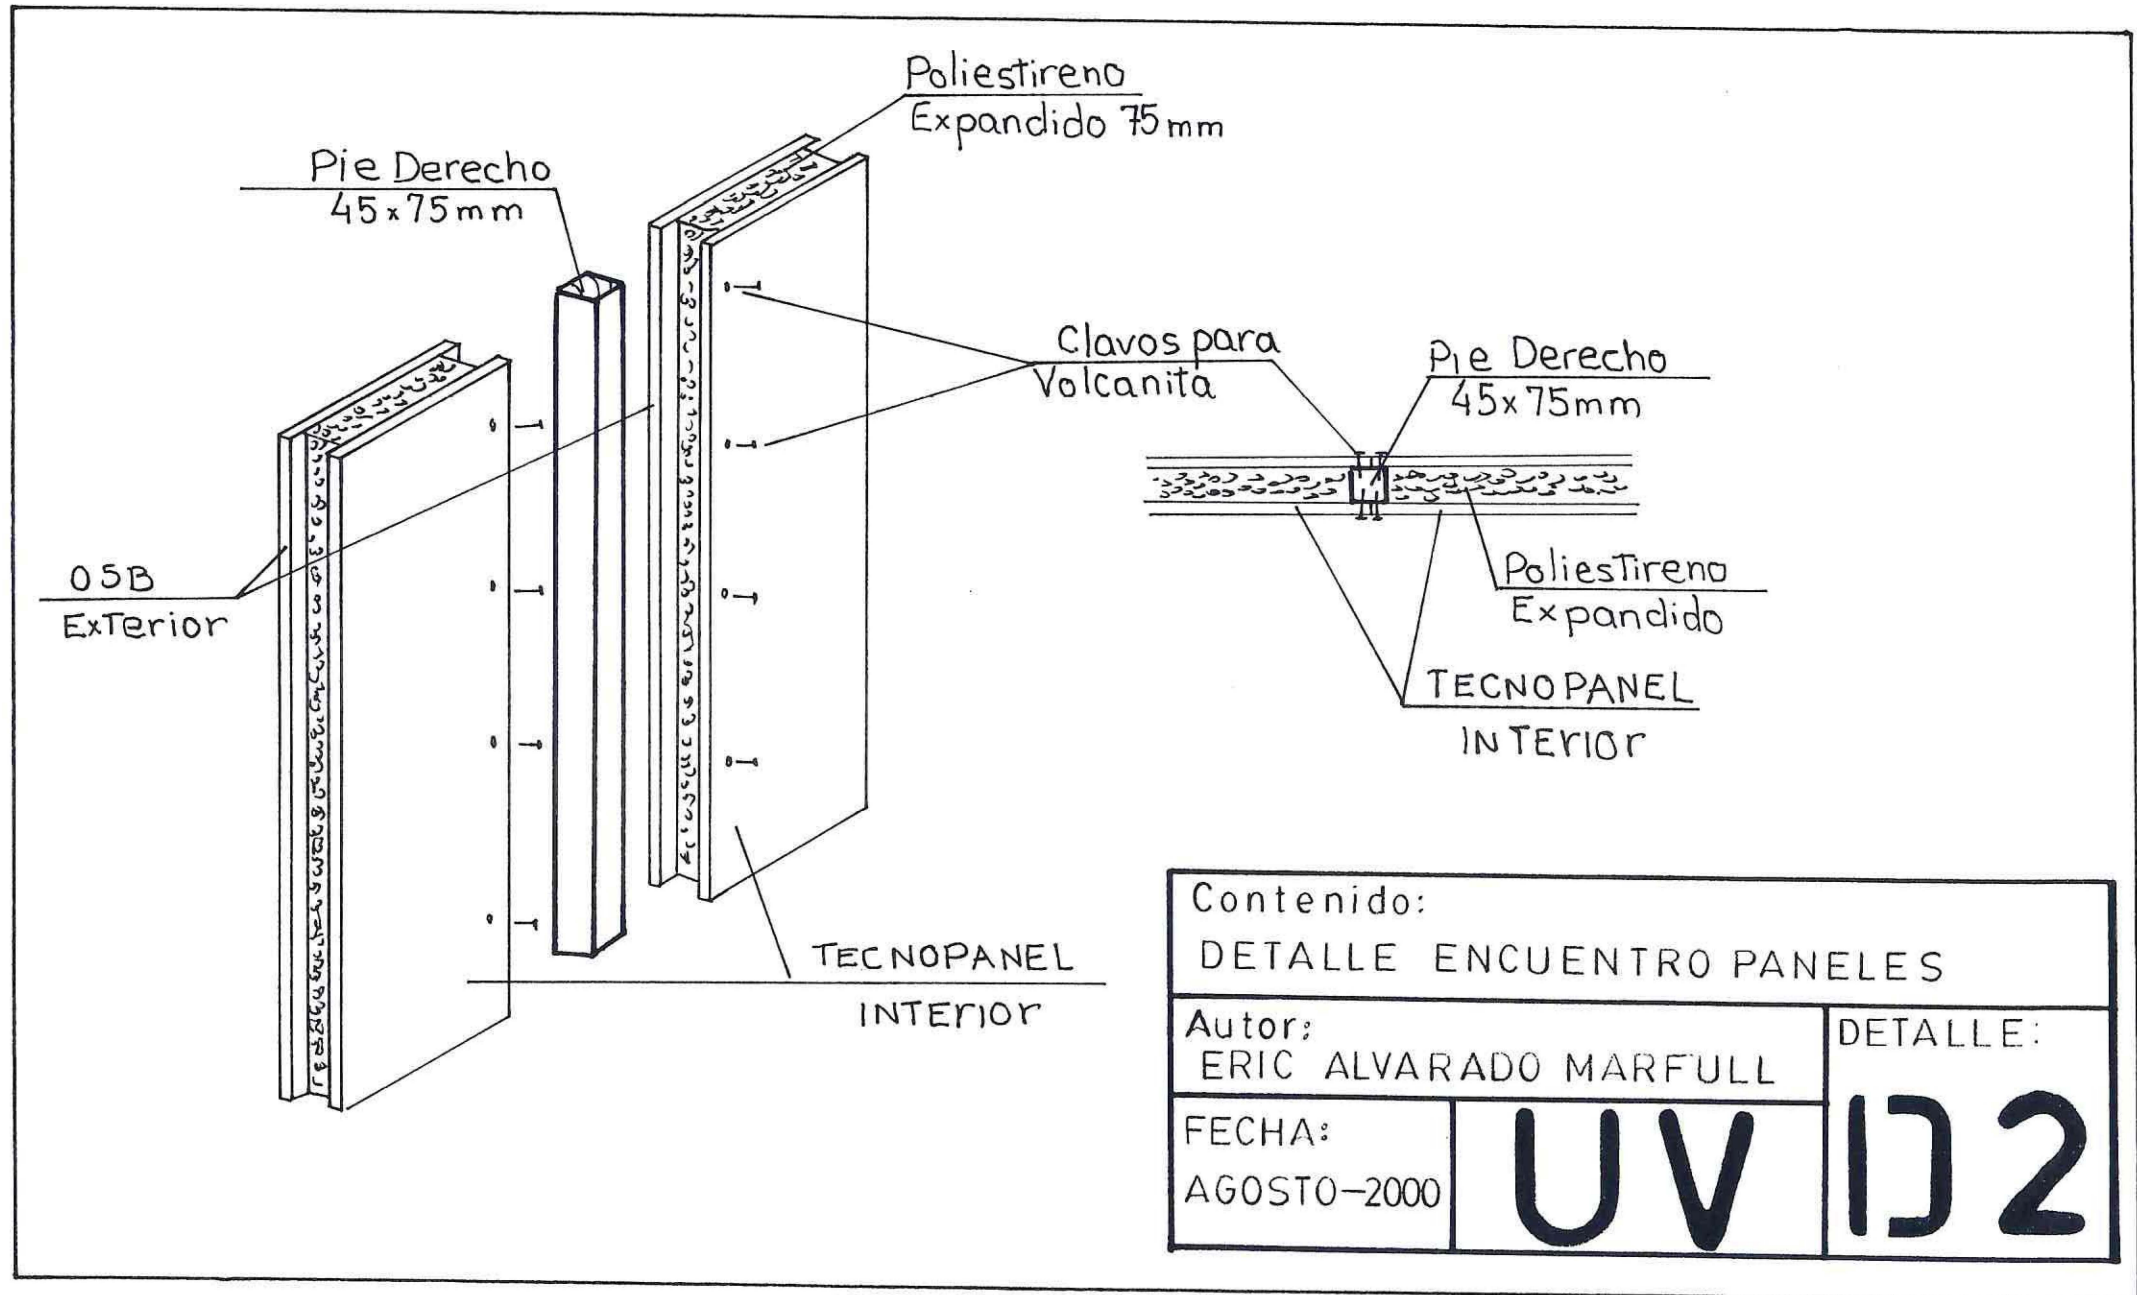 Poliestireno
Expandido 75mm
Pie Derecho
45x75mm
Clavos para
Volcanita
Pie Derecho
45x75mm
OSB
Exterior
Poliestireno
Expandido
TECNOPANEL
INTErIOr
TECNOPANEL
INTErIOr
Contenido:
DETALLE ENCUENTRO PANELES
Autor:
ERIC ALVARADO MARFULL
DETALLE:
D2
FECHA:
AGOSTO-2000
UV